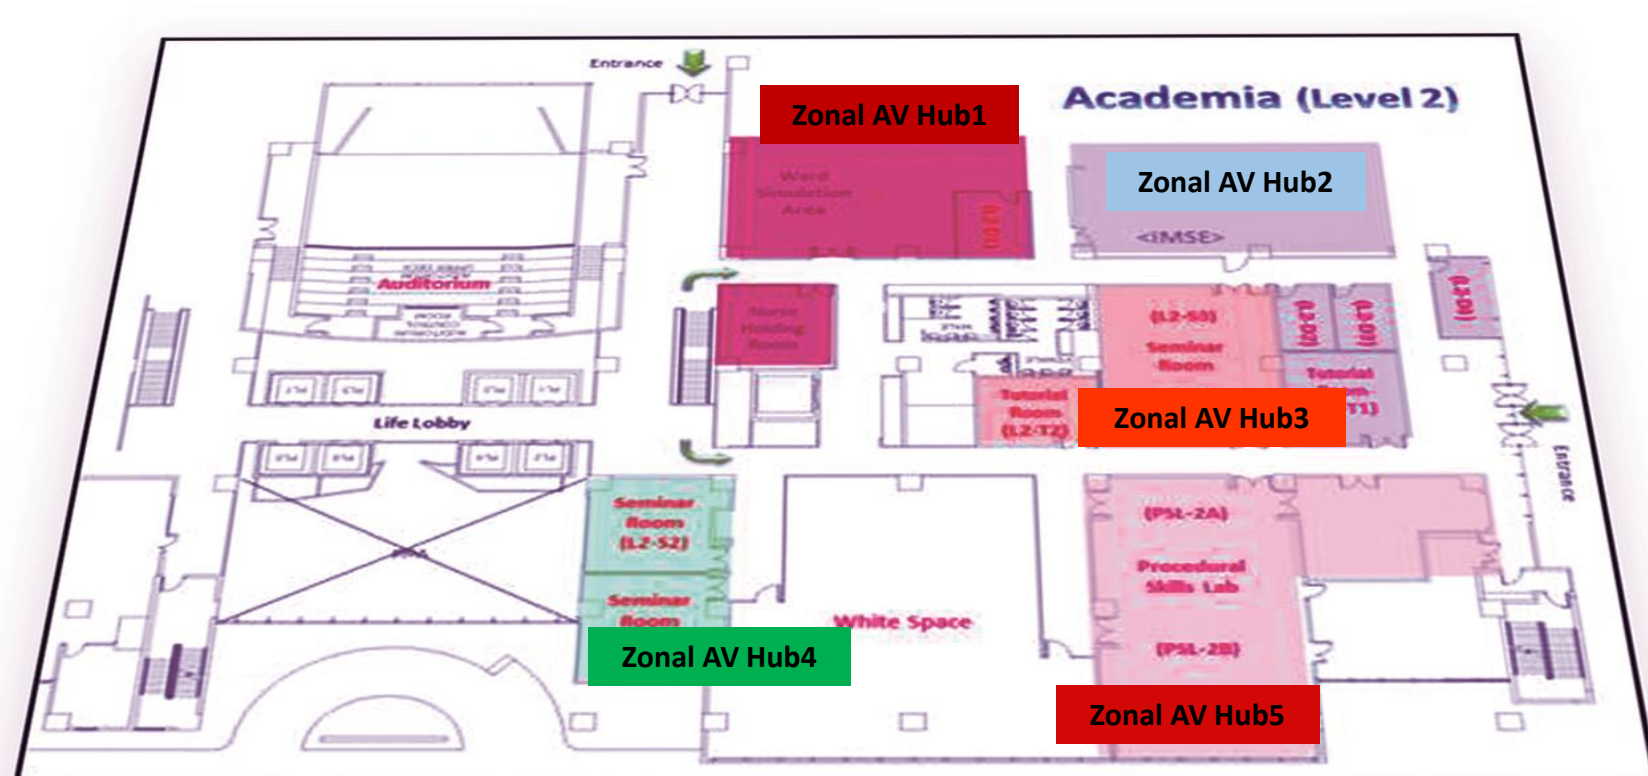 Entrance
Academia (Level 2)
Zonal AV Hub1
Ward
Simulation
Area
Zonal AV Hub2
<IMSE>
Auditorium
Nurse
Holding
Room
(L2-S3)
Seminar
Room
Tutorial
Tutorial
Room
(L2-T2)
Zonal AV Hub3
T1)
Life Lobby
Entrance
Seminar
Room
(L2-S2)
(PSL-2A)
Procedural
Skills Lab
Seminar
Room
White Space
(PSL-2B)
Zonal AV Hub4
Zonal AV Hub5